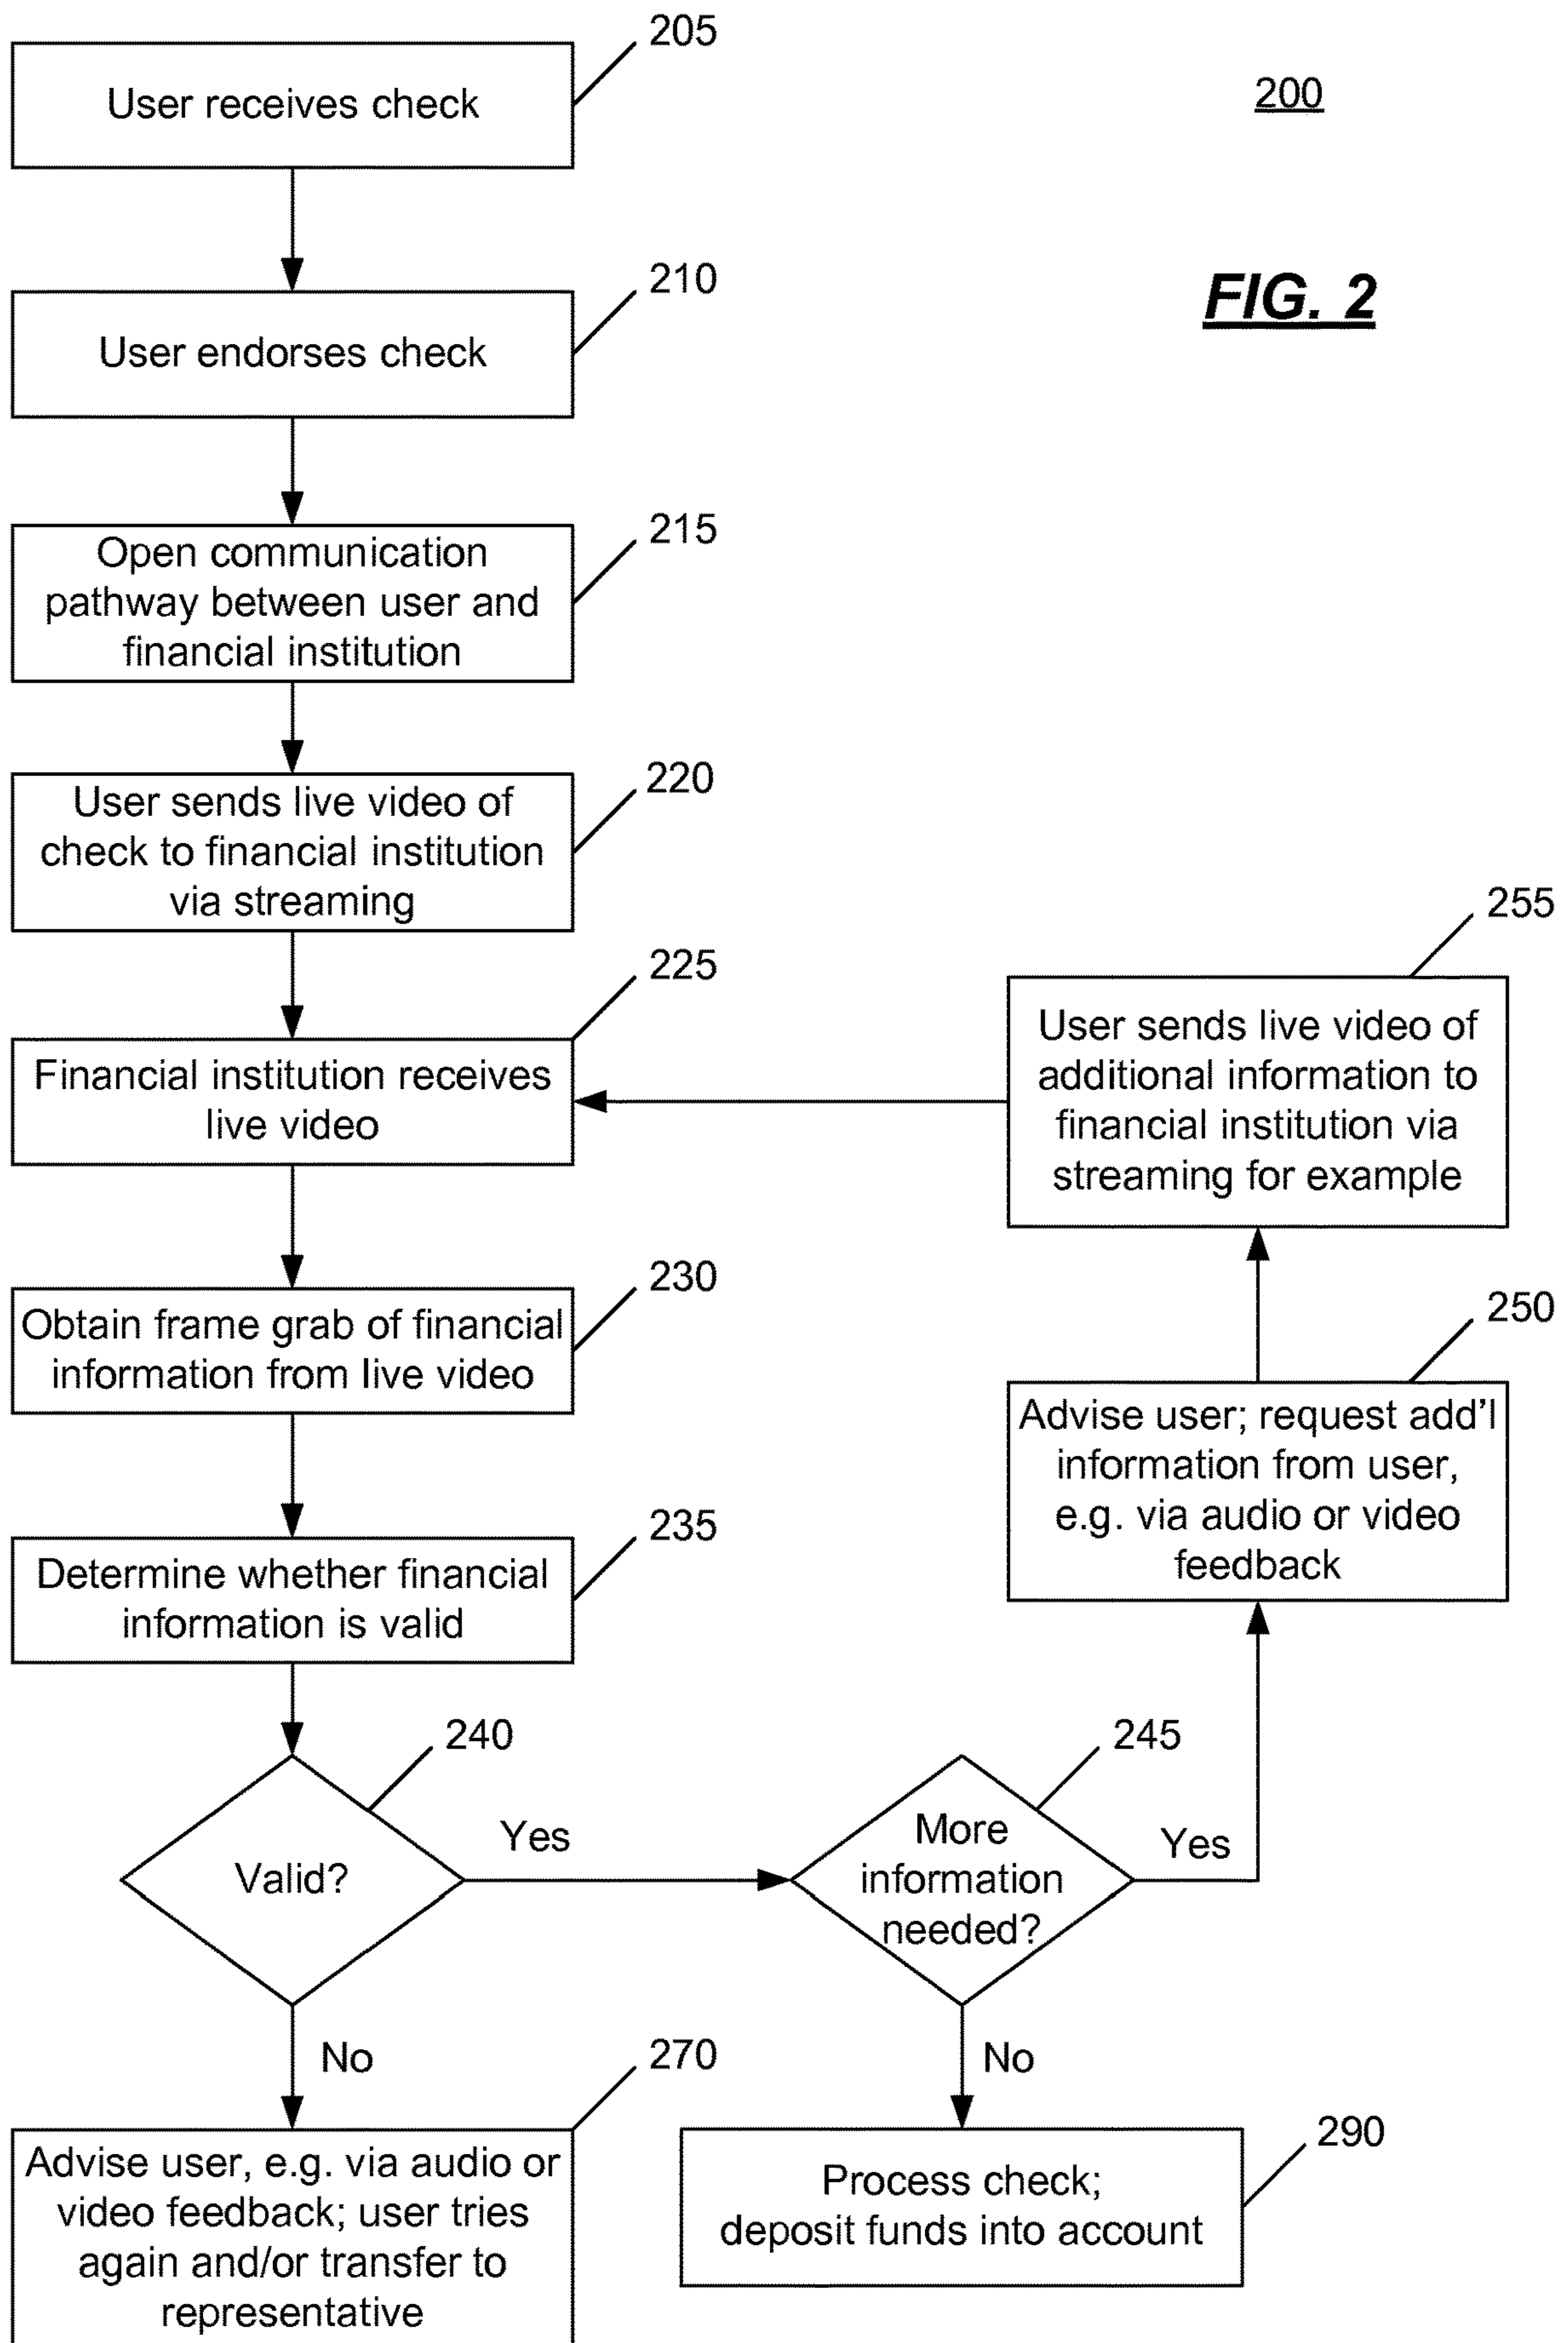 205
User receives check
200
210
User endorses check
FIG. 2
215
Open communication
pathway between user and
financial institution
220
User sends live video of
check to financial institution
via streaming
225
Financial institution receives
live video
255
User sends live video of
additional information to
financial institution via
streaming for example
230
Obtain frame grab of financial
information from live video
250
Advise user; request add'l
information from user,
e.g. via audio or video
feedback
235
Determine whether financial
information is valid
240
Valid?
Yes
245
More
information
needed?
Yes
No
No
270
Advise user, e.g. via audio or
video feedback; user tries
again and/or transfer to
representative
290
Process check;
deposit funds into account